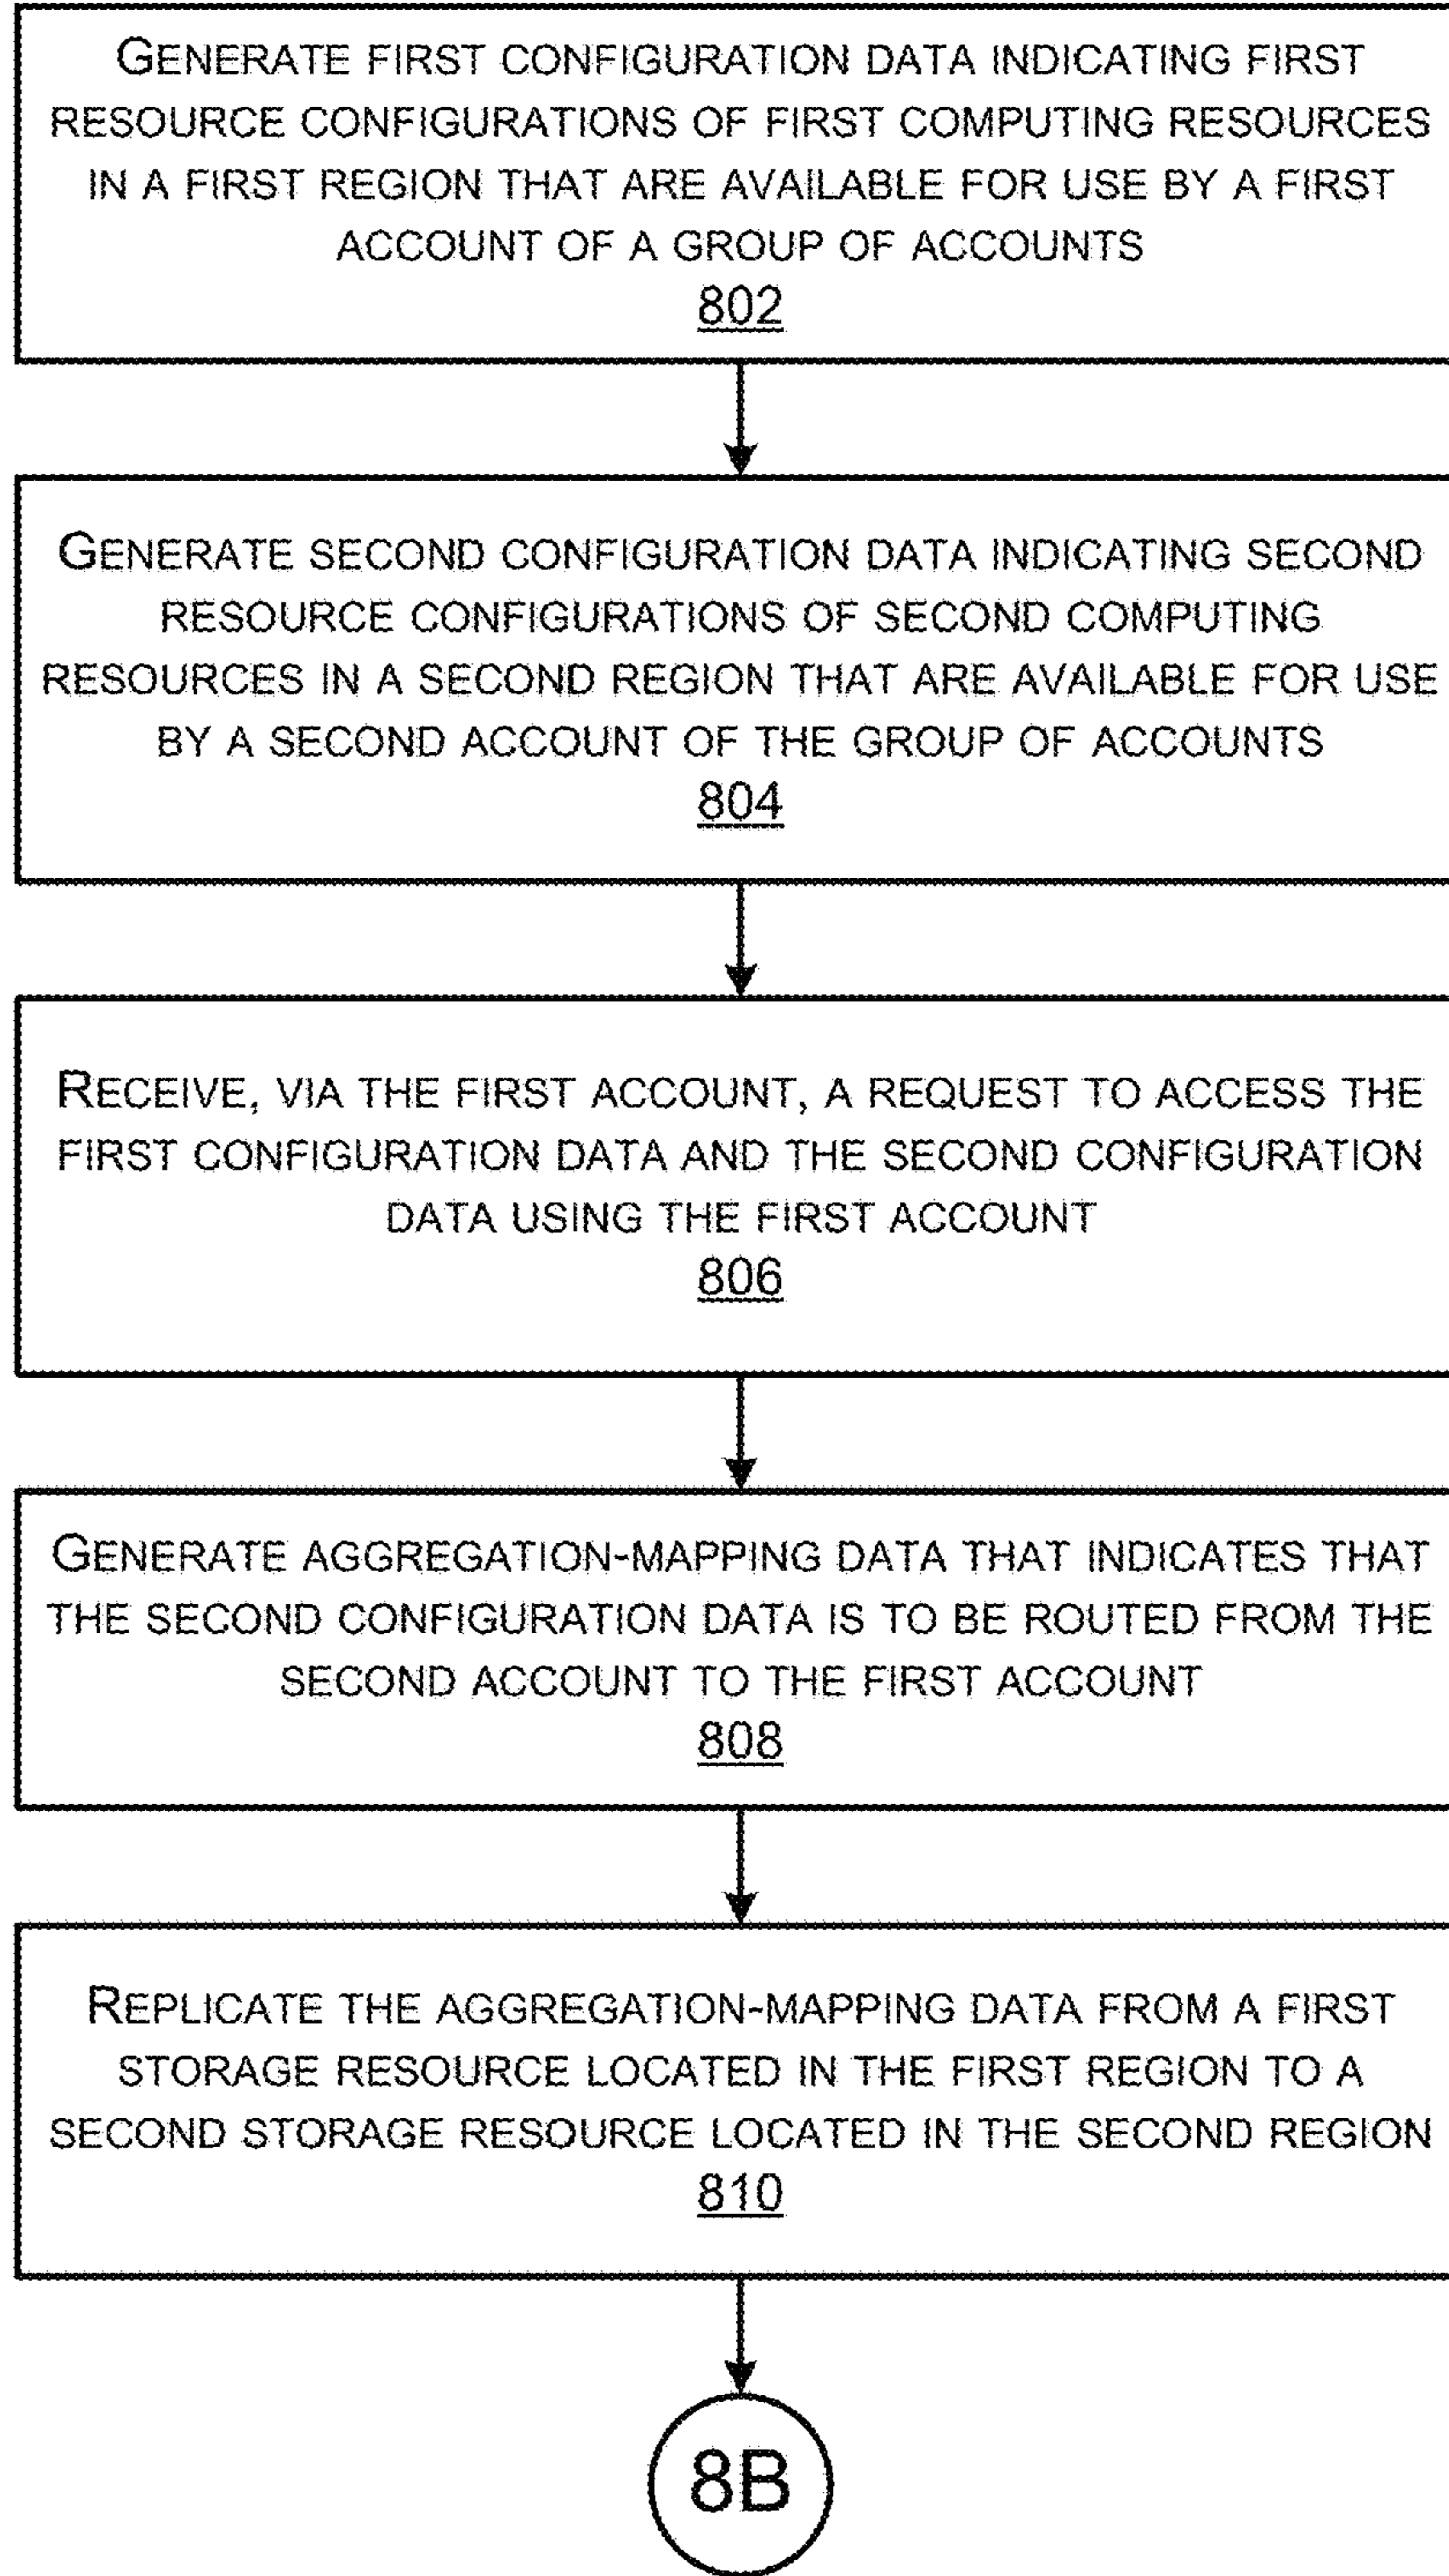 GENERATE FIRST CONFIGURATION DATA INDICATING FIRST
RESOURCE CONFIGURATIONS OF FIRST COMPUTING RESOURCES
IN A FIRST REGION THAT ARE AVAILABLE FOR USE BY A FIRST
ACCOUNT OF A GROUP OF ACCOUNTS
802
GENERATE SECOND CONFIGURATION DATA INDICATING SECOND
RESOURCE CONFIGURATIONS OF SECOND COMPUTING
RESOURCES IN A SECOND REGION THAT ARE AVAILABLE FOR USE
BY A SECOND ACCOUNT OF THE GROUP OF ACCOUNTS
804
RECEIVE, VIA THE FIRST ACCOUNT, A REQUEST TO ACCESS THE
FIRST CONFIGURATION DATA AND THE SECOND CONFIGURATION
DATA USING THE FIRST ACCOUNT
806
GENERATE AGGREGATION-MAPPING DATA THAT INDICATES THAT
THE SECOND CONFIGURATION DATA IS TO BE ROUTED FROM THE
SECOND ACCOUNT TO THE FIRST ACCOUNT
808
REPLICATE THE AGGREGATION-MAPPING DATA FROM A FIRST
STORAGE RESOURCE LOCATED IN THE FIRST REGION TO A
SECOND STORAGE RESOURCE LOCATED IN THE SECOND REGION
810
8B